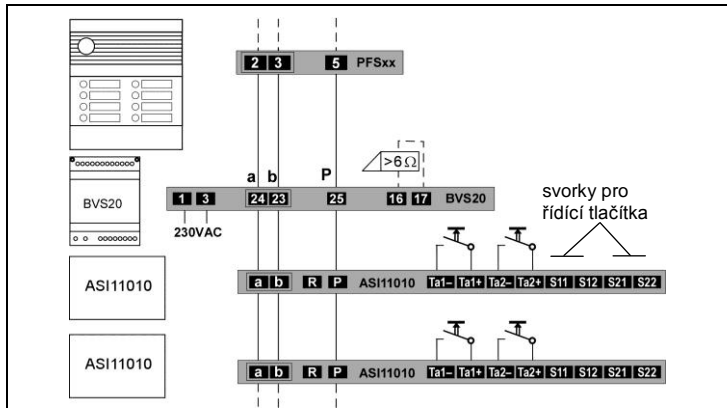 2 3 5 PFSxx
>6 Ω
a b P
BVS20
1 3 24 23 25 16 17 BVS20
230VAC
svorky pro
řídící tlačítka
ASI11010
a b R P ASI11010 Ta1– Ta1+ Ta2– Ta2+ S11 S12 S21 S22
ASI11010
a b R P ASI11010 Ta1– Ta1+ Ta2– Ta2+ S11 S12 S21 S22